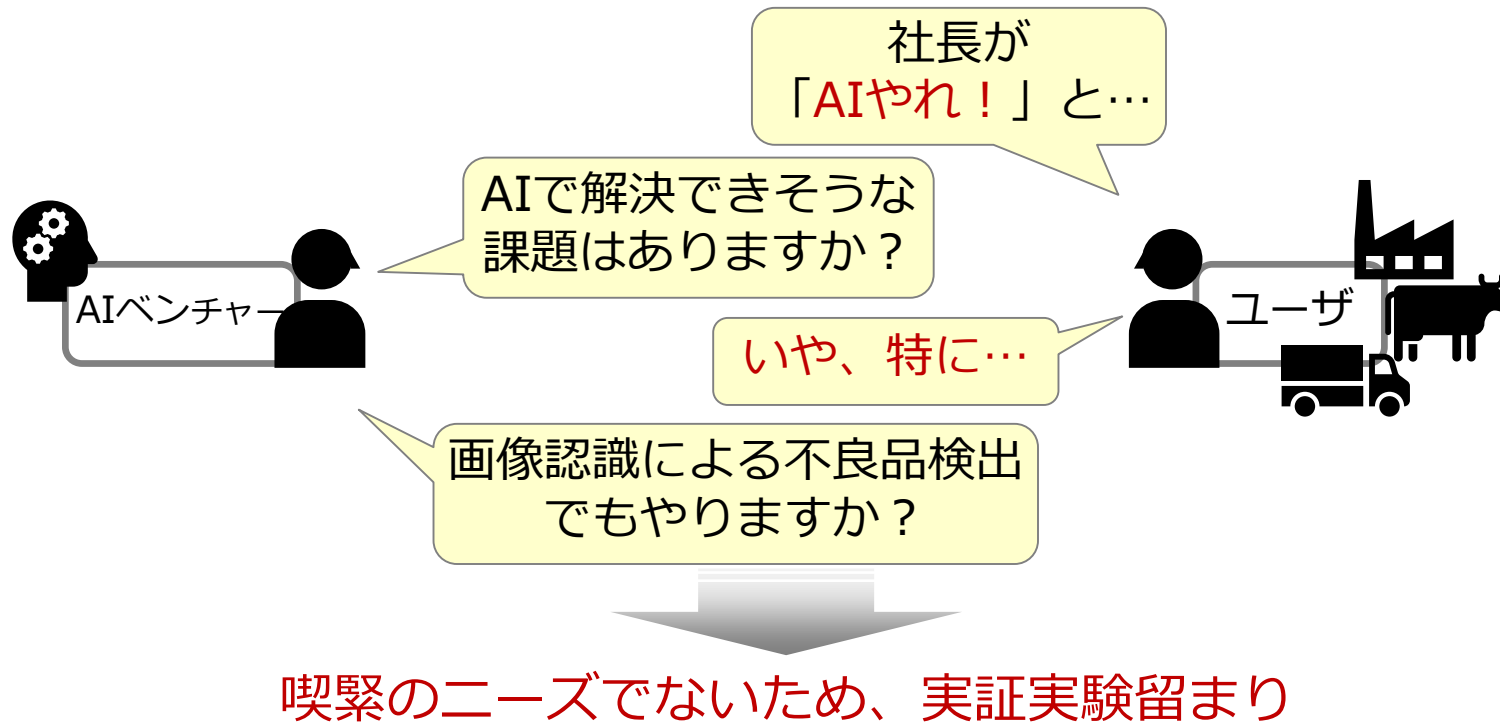 社長が
「AIやれ！」と…
AIで解決できそうな
課題はありますか？
AIベンチャー
ユーザ
いや、特に…
画像認識による不良品検出
でもやりますか？
喫緊のニーズでないため、実証実験留まり